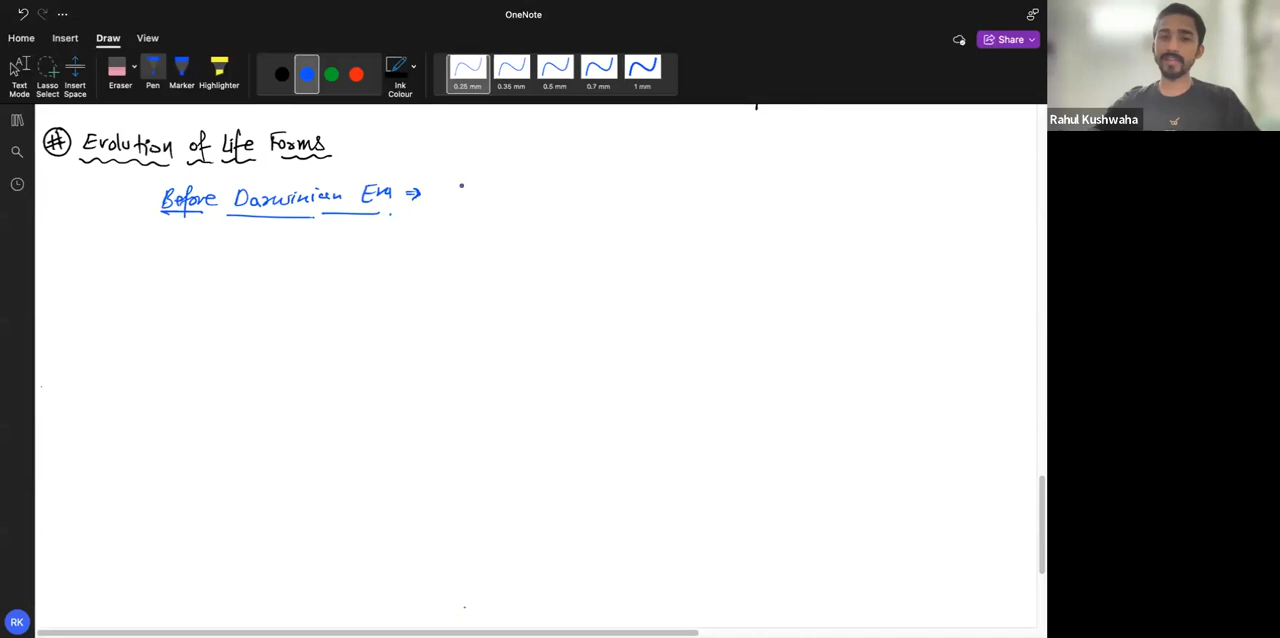 OneNote
Home Insert Draw View
Share
Text Mode
Lasso Select
Insert Space
Eraser
Pen
Marker
Highlighter
Ink Colour
0.25 mm
0.35 mm
0.5 mm
0.7 mm
1 mm
Rahul Kushwaha
# Evolution of Life Forms
Before Darwinian Era ⇒
RK